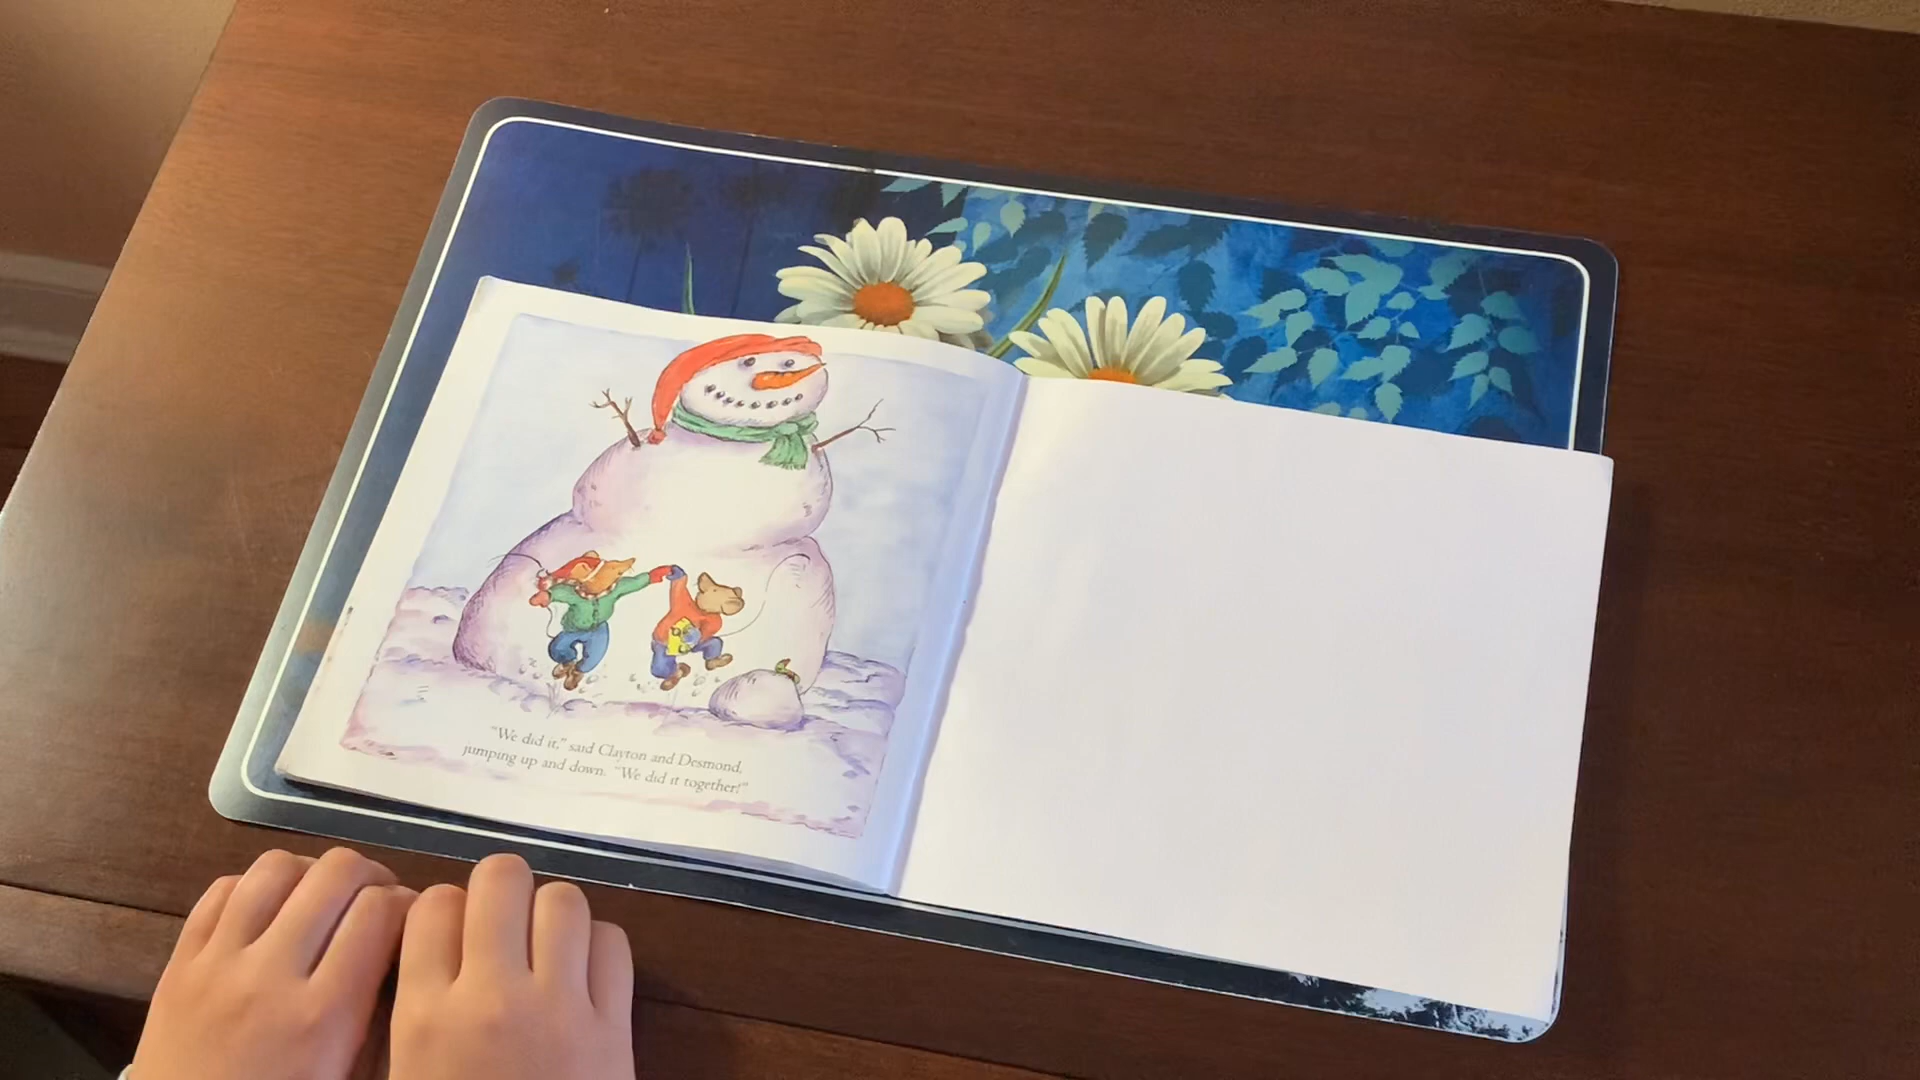 "We did it," said Clayton and Desmond,
jumping up and down. "We did it together!"